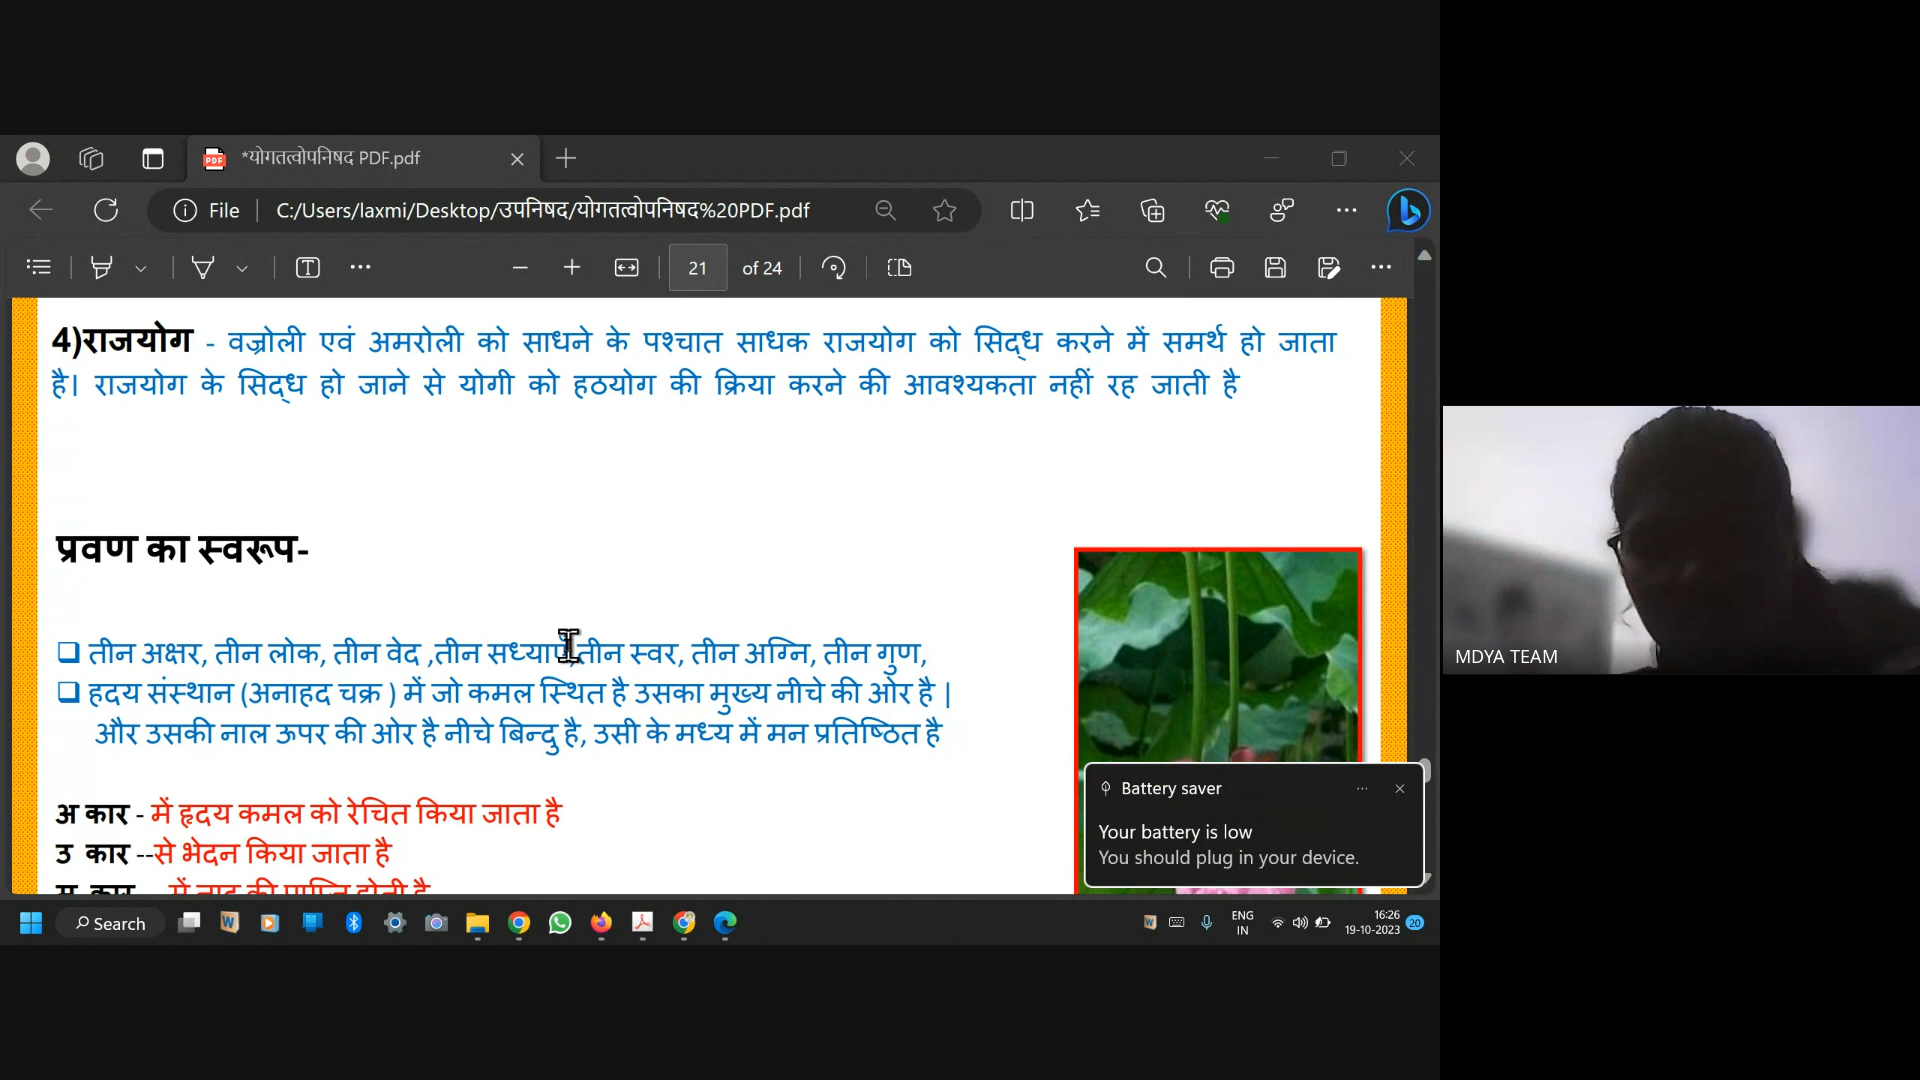 *योगतत्वोपनिषद PDF.pdf
File
C:/Users/laxmi/Desktop/उपनिषद/योगतत्वोपनिषद%20PDF.pdf
21 of 24
4)राजयोग - वज्रोली एवं अमरोली को साधने के पश्चात साधक राजयोग को सिद्ध करने में समर्थ हो जाता
है। राजयोग के सिद्ध हो जाने से योगी को हठयोग की क्रिया करने की आवश्यकता नहीं रह जाती है
प्रवण का स्वरूप-
तीन अक्षर, तीन लोक, तीन वेद ,तीन तीन स्वर, तीन अग्नि, तीन गुण,
हदय संस्थान (अनाहद चक्र ) में जो कमल स्थित है उसका मुख्य नीचे की ओर है |
और उसकी नाल ऊपर की ओर है नीचे बिन्दु है, उसी के मध्य में मन प्रतिष्ठित है
अ कार - में हृदय कमल को रेचित किया जाता है
उ कार --से भेदन किया जाता है
MDYA TEAM
Battery saver
Your battery is low
You should plug in your device.
Search
ENG
IN
16:26
19-10-2023
20